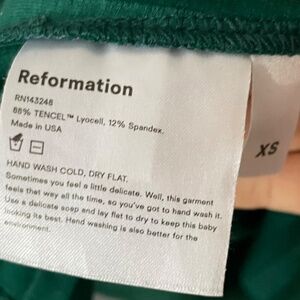 Reformation
RN143246
88% TENCEL™ Lyocell, 12% Spandex.
Made in USA
HAND WASH COLD, DRY FLAT.
Sometimes you feel a little delicate. Well, this garment
feels that way all the time, so you've got to hand wash it.
Use a delicate soap and lay flat to dry to keep this baby
looking its best. Hand washing is also better for the
environment.
XS